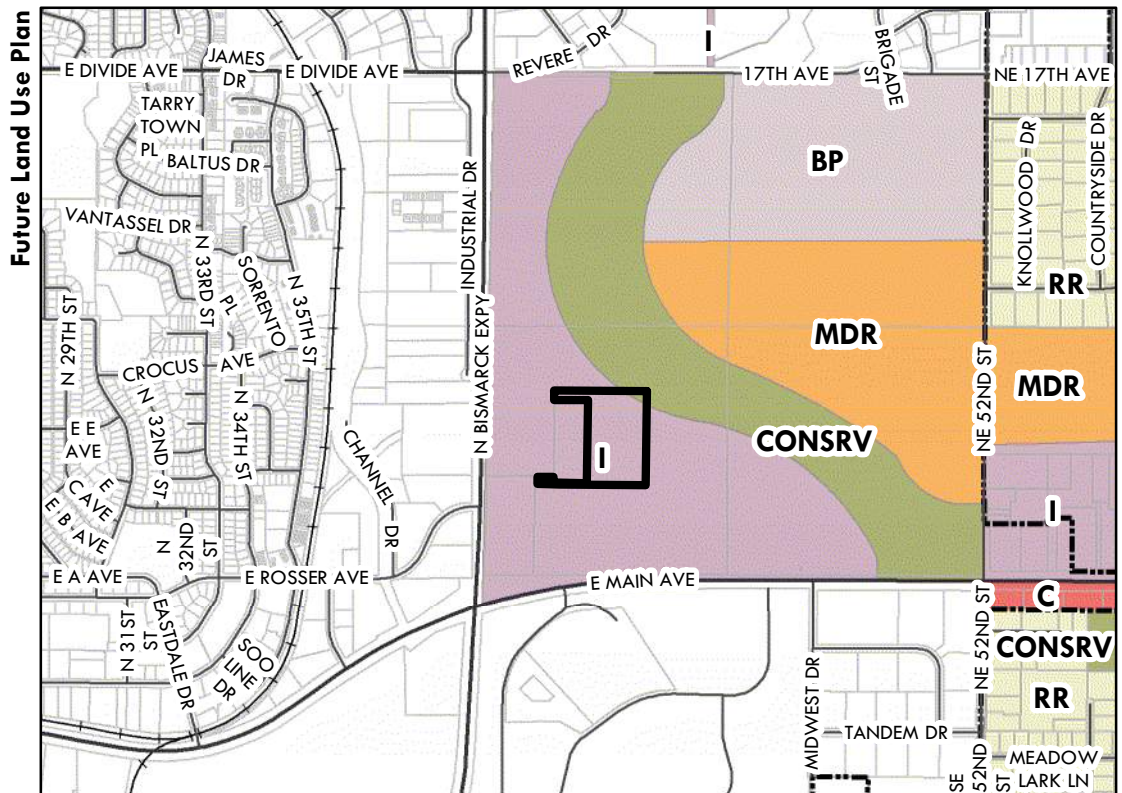 Future Land Use Plan
JAMES
DR
E DIVIDE AVE
E DIVIDE AVE
REVERE DR
I
17TH AVE
BRIGADE
ST
NE 17TH AVE
TARRY
TOWN
PL
BALTUS DR
INDUSTRIAL DR
BP
KNOLLWOOD DR
COUNTRYSIDE DR
VANTASSEL DR
N 33RD ST
SORRENTO
PL
N 35TH ST
RR
N 29TH ST
N BISMARCK EXPY
MDR
CROCUS AVE
MDR
N 32ND ST
N 34TH ST
NE 52ND ST
E E
AVE
E
C AVE
E B AVE
CHANNEL
DR
CONSRV
I
I
N
32ND
ST
E A AVE
E ROSSER AVE
E MAIN AVE
C
N 31ST
ST
EASTDALE DR
SOO
LINE
DR
NE 52ND ST
CONSRV
RR
MIDWEST DR
TANDEM DR
SE
52ND
ST
MEADOW
LARK LN